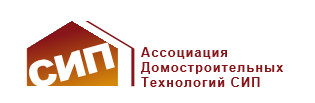 СИП
Ассоциация
Домостроительных
Технологий СИП